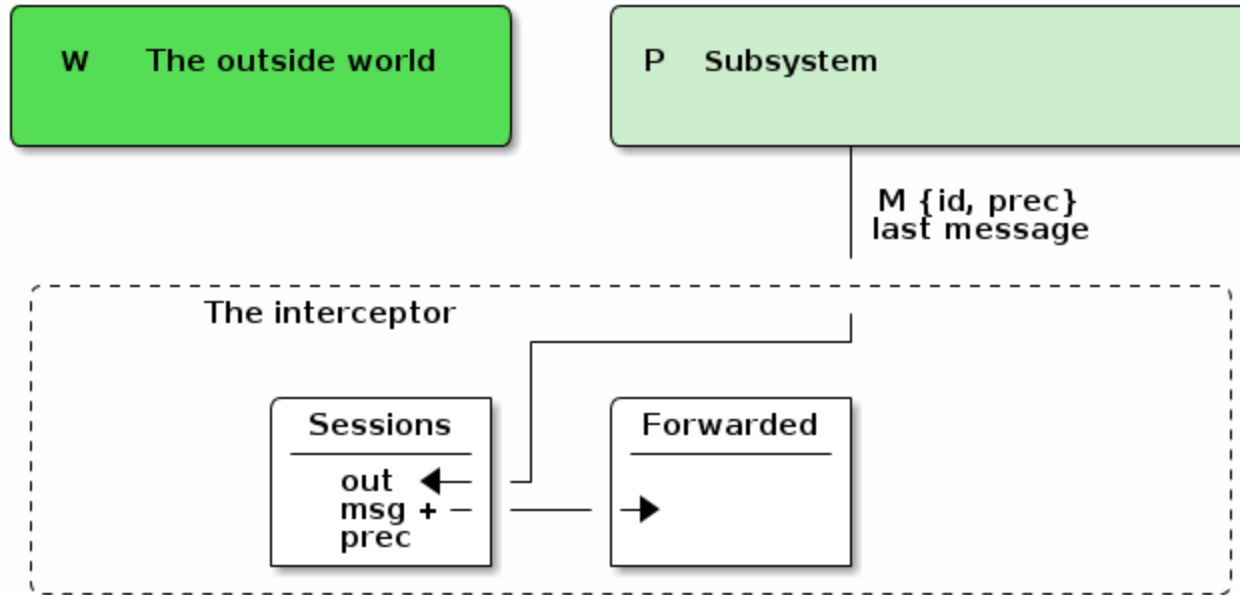 W The outside world
P Subsystem
M {id, prec}
last message
The interceptor
Sessions
out
msg +
prec
Forwarded